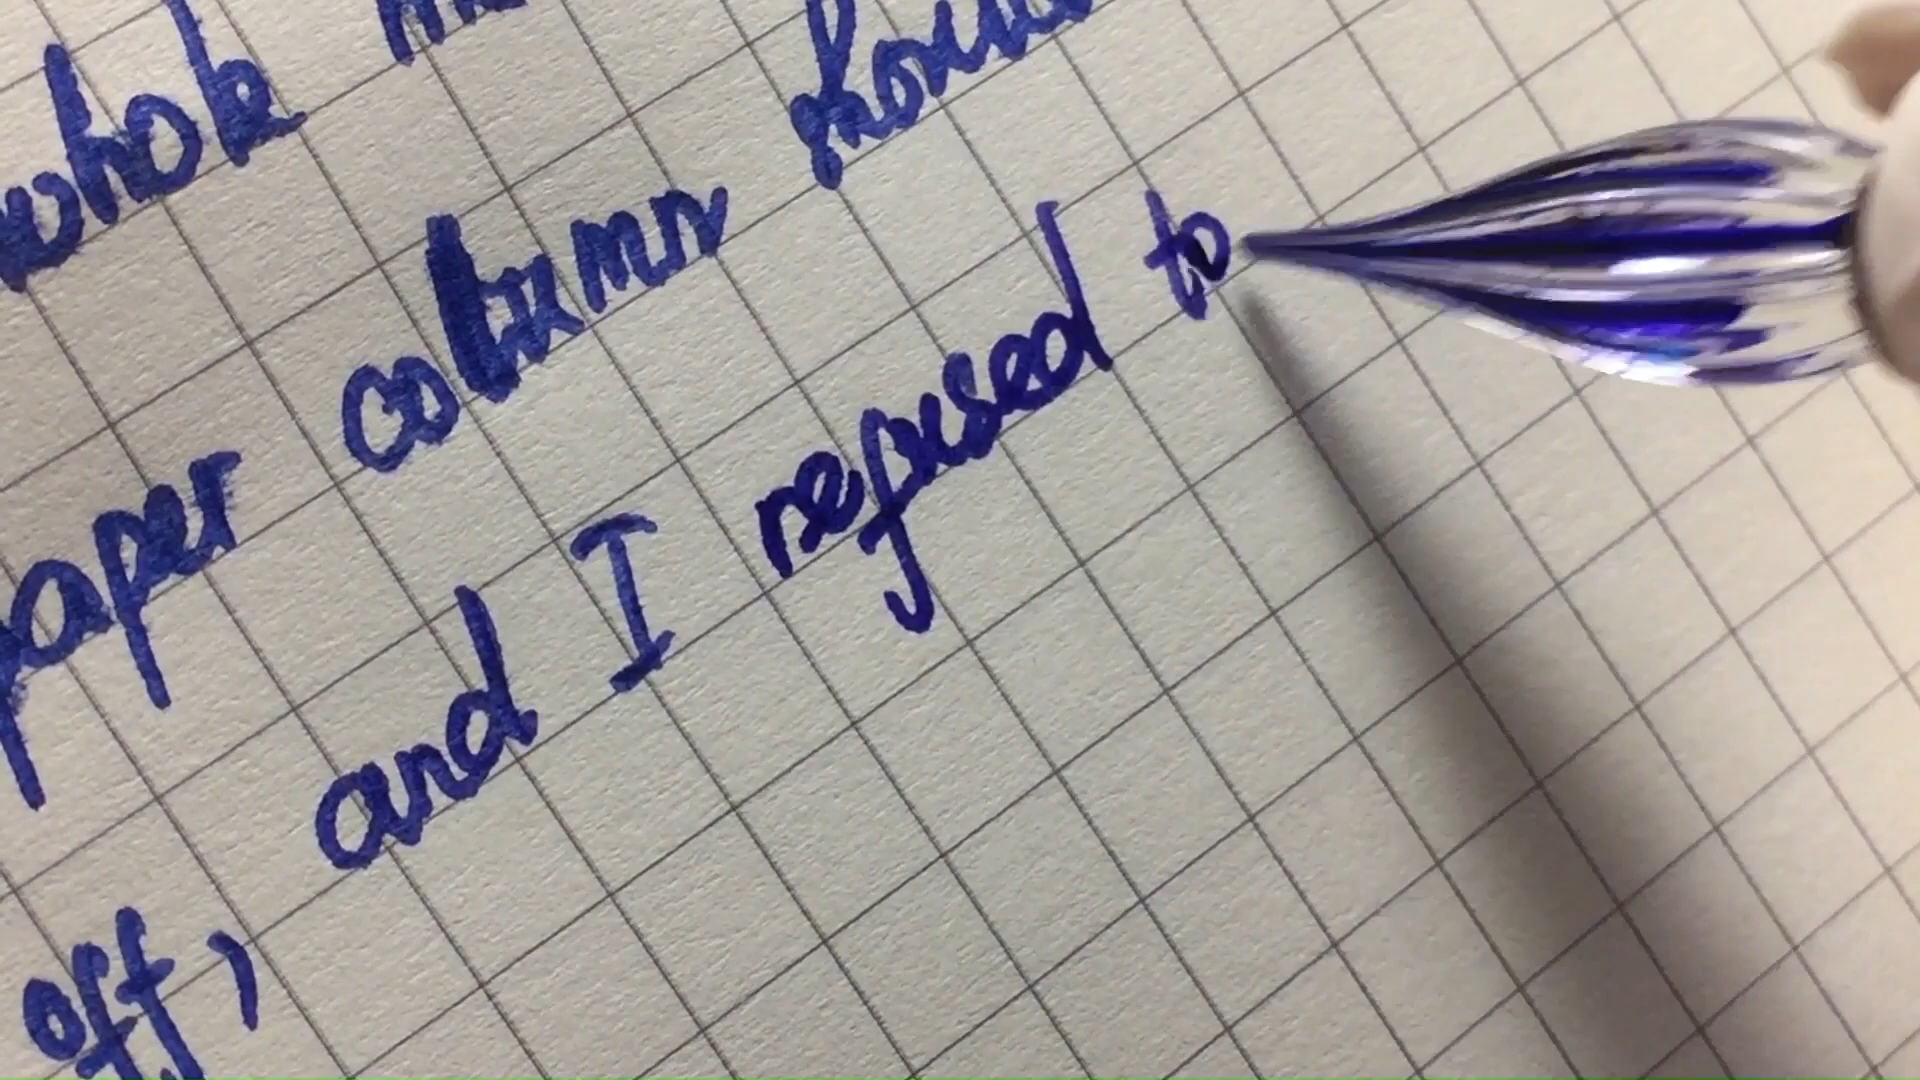 whole
paper column
off, and I refused to